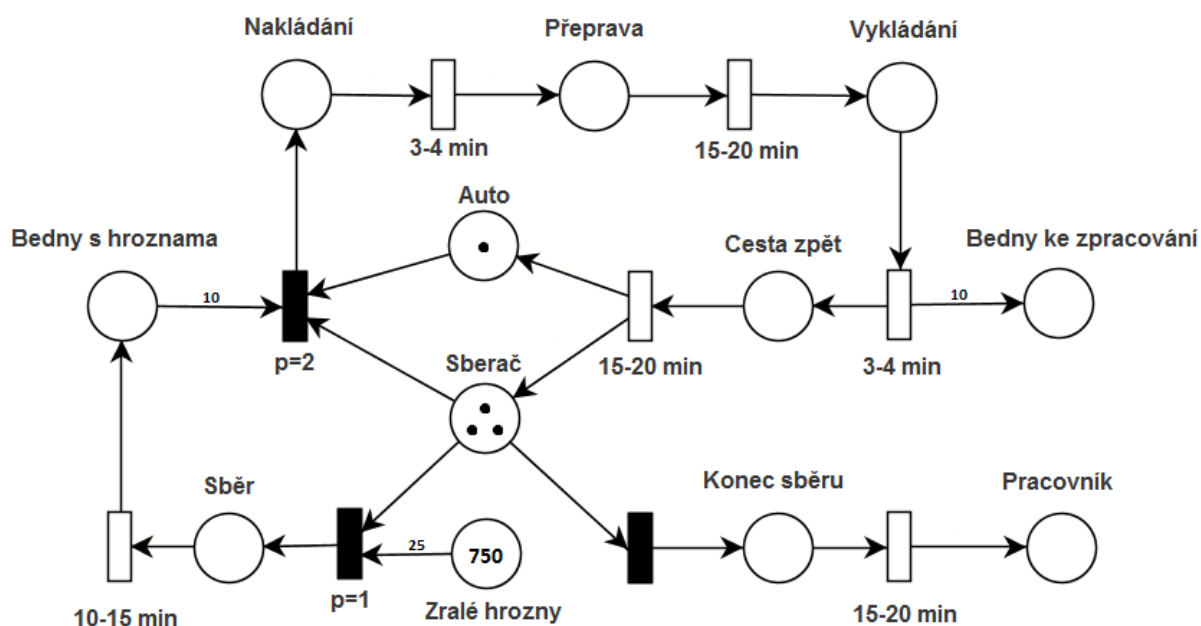 Nakládání
Přeprava
Vykládání
3-4 min
15-20 min
Auto
Bedny s hroznama
Cesta zpět
Bedny ke zpracování
10
10
p=2
Sberač
15-20 min
3-4 min
Sběr
Konec sběru
Pracovník
25
750
10-15 min
p=1
Zralé hrozny
15-20 min